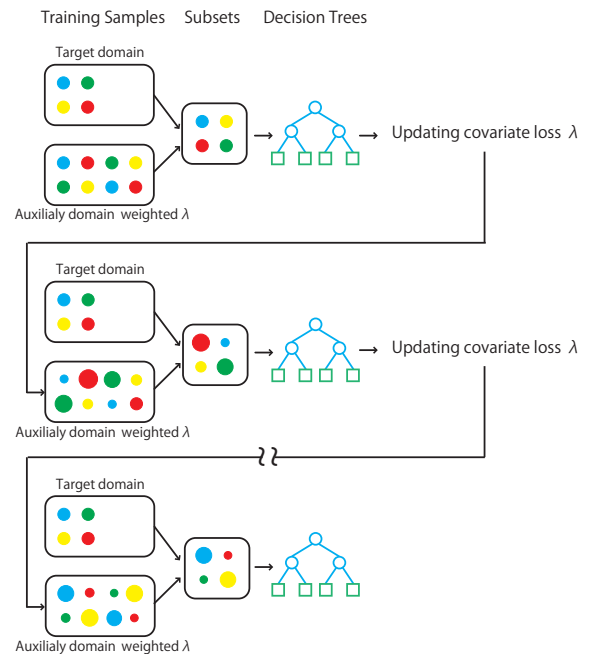 Training Samples Subsets Decision Trees
Target domain
Updating covariate loss λ
Auxilialy domain weighted λ
Target domain
Updating covariate loss λ
Auxilialy domain weighted λ
Target domain
Auxilialy domain weighted λ